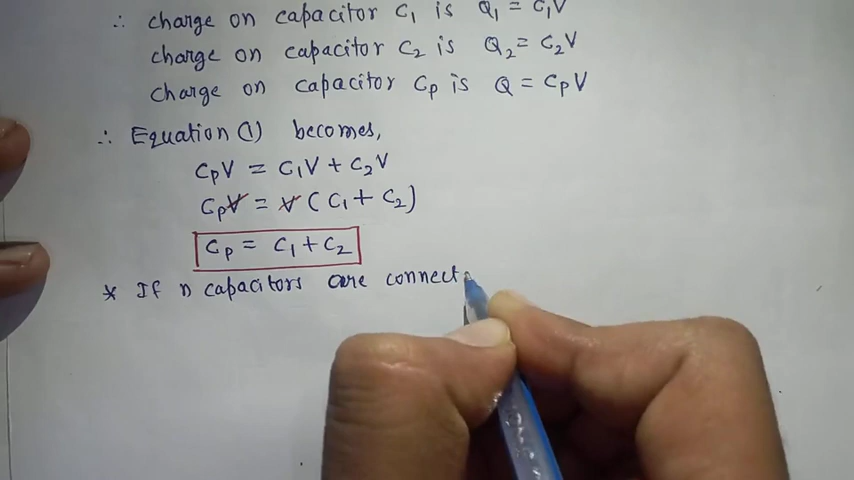 ∴ charge on capacitor C₁ is Q₁ = C₁V
charge on capacitor C₂ is Q₂ = C₂V
charge on capacitor Cₚ is Q = CₚV
∴ Equation (1) becomes,
CₚV = C₁V + C₂V
CₚV = V (C₁ + C₂)
Cₚ = C₁ + C₂
* If n capacitors are connect